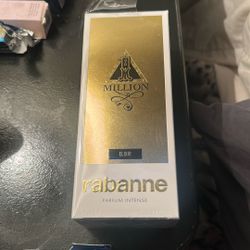 1
MILLION
ELIXIR
rabanne
PARFUM INTENSE